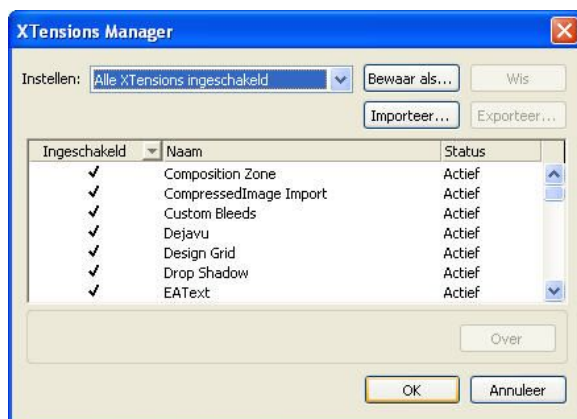 XTensions Manager
Instellen: Alle XTensions ingeschakeld Bewaar als... Wis
Importeer... Exporteer...
Ingeschakeld Naam Status
Composition Zone Actief
CompressedImage Import Actief
Custom Bleeds Actief
Dejavu Actief
Design Grid Actief
Drop Shadow Actief
EAText Actief
Over
OK Annuleer